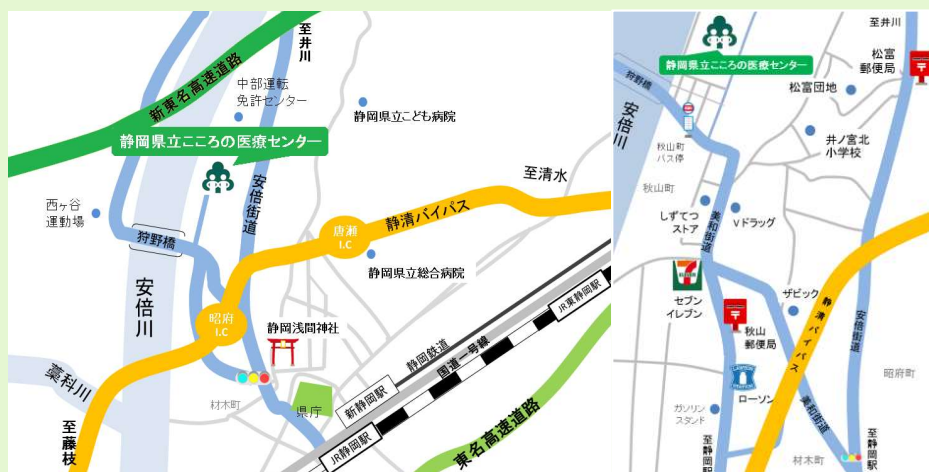 新東名高速道路
至井川
中部運転
免許センター
静岡県立こども病院
静岡県立こころの医療センター
安倍街道
西ヶ谷
運動場
狩野橋
至清水
静清バイパス
唐瀬
I.C
静岡県立総合病院
安倍川
昭府
I.C
静岡浅間神社
JR東静岡駅
静岡鉄道
国道一号線
藁科川
材木町
県庁
新静岡駅
JR静岡駅
東名高速道路
至藤枝
至井川
松富
郵便局
静岡県立こころの医療センター
狩野橋
松富団地
安倍川
秋山町
バス停
井ノ宮北
小学校
秋山町
しずてつ
ストア
美和街道
Vドラッグ
7
ELEVEN
セブン
イレブン
ザビック
静清バイパス
安倍街道
秋山
郵便局
LAWSON
STATION
ローソン
昭府町
ガソリン
スタンド
美和街道
至静岡駅
材木町
至静岡駅